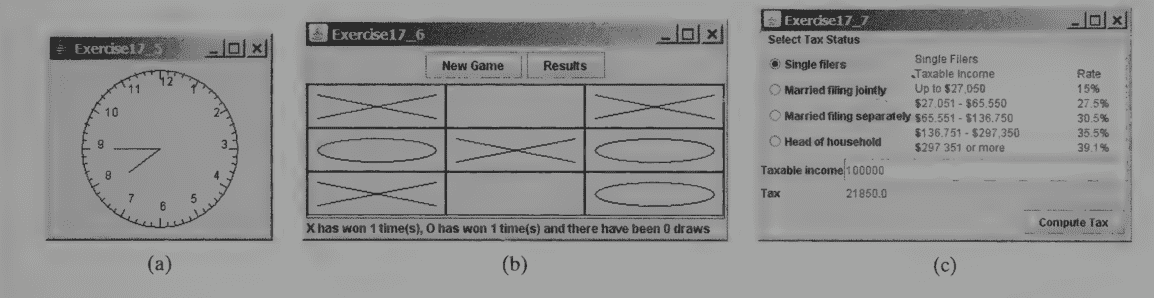 Exercise17_5
12
11 1
10 2
9 3
8 4
7 5
6
(a)
Exercise17_6
New Game Results
X has won 1 time(s), O has won 1 time(s) and there have been 0 draws
(b)
Exercise17_7
Select Tax Status
Single filers
Married filing jointly
Married filing separately
Head of household
Single Filers
Taxable Income Rate
Up to $27,050 15%
$27,051 - $65,550 27.5%
$65,551 - $136,750 30.5%
$136,751 - $297,350 35.5%
$297,351 or more 39.1%
Taxable income 100000
Tax 21850.0
Compute Tax
(c)